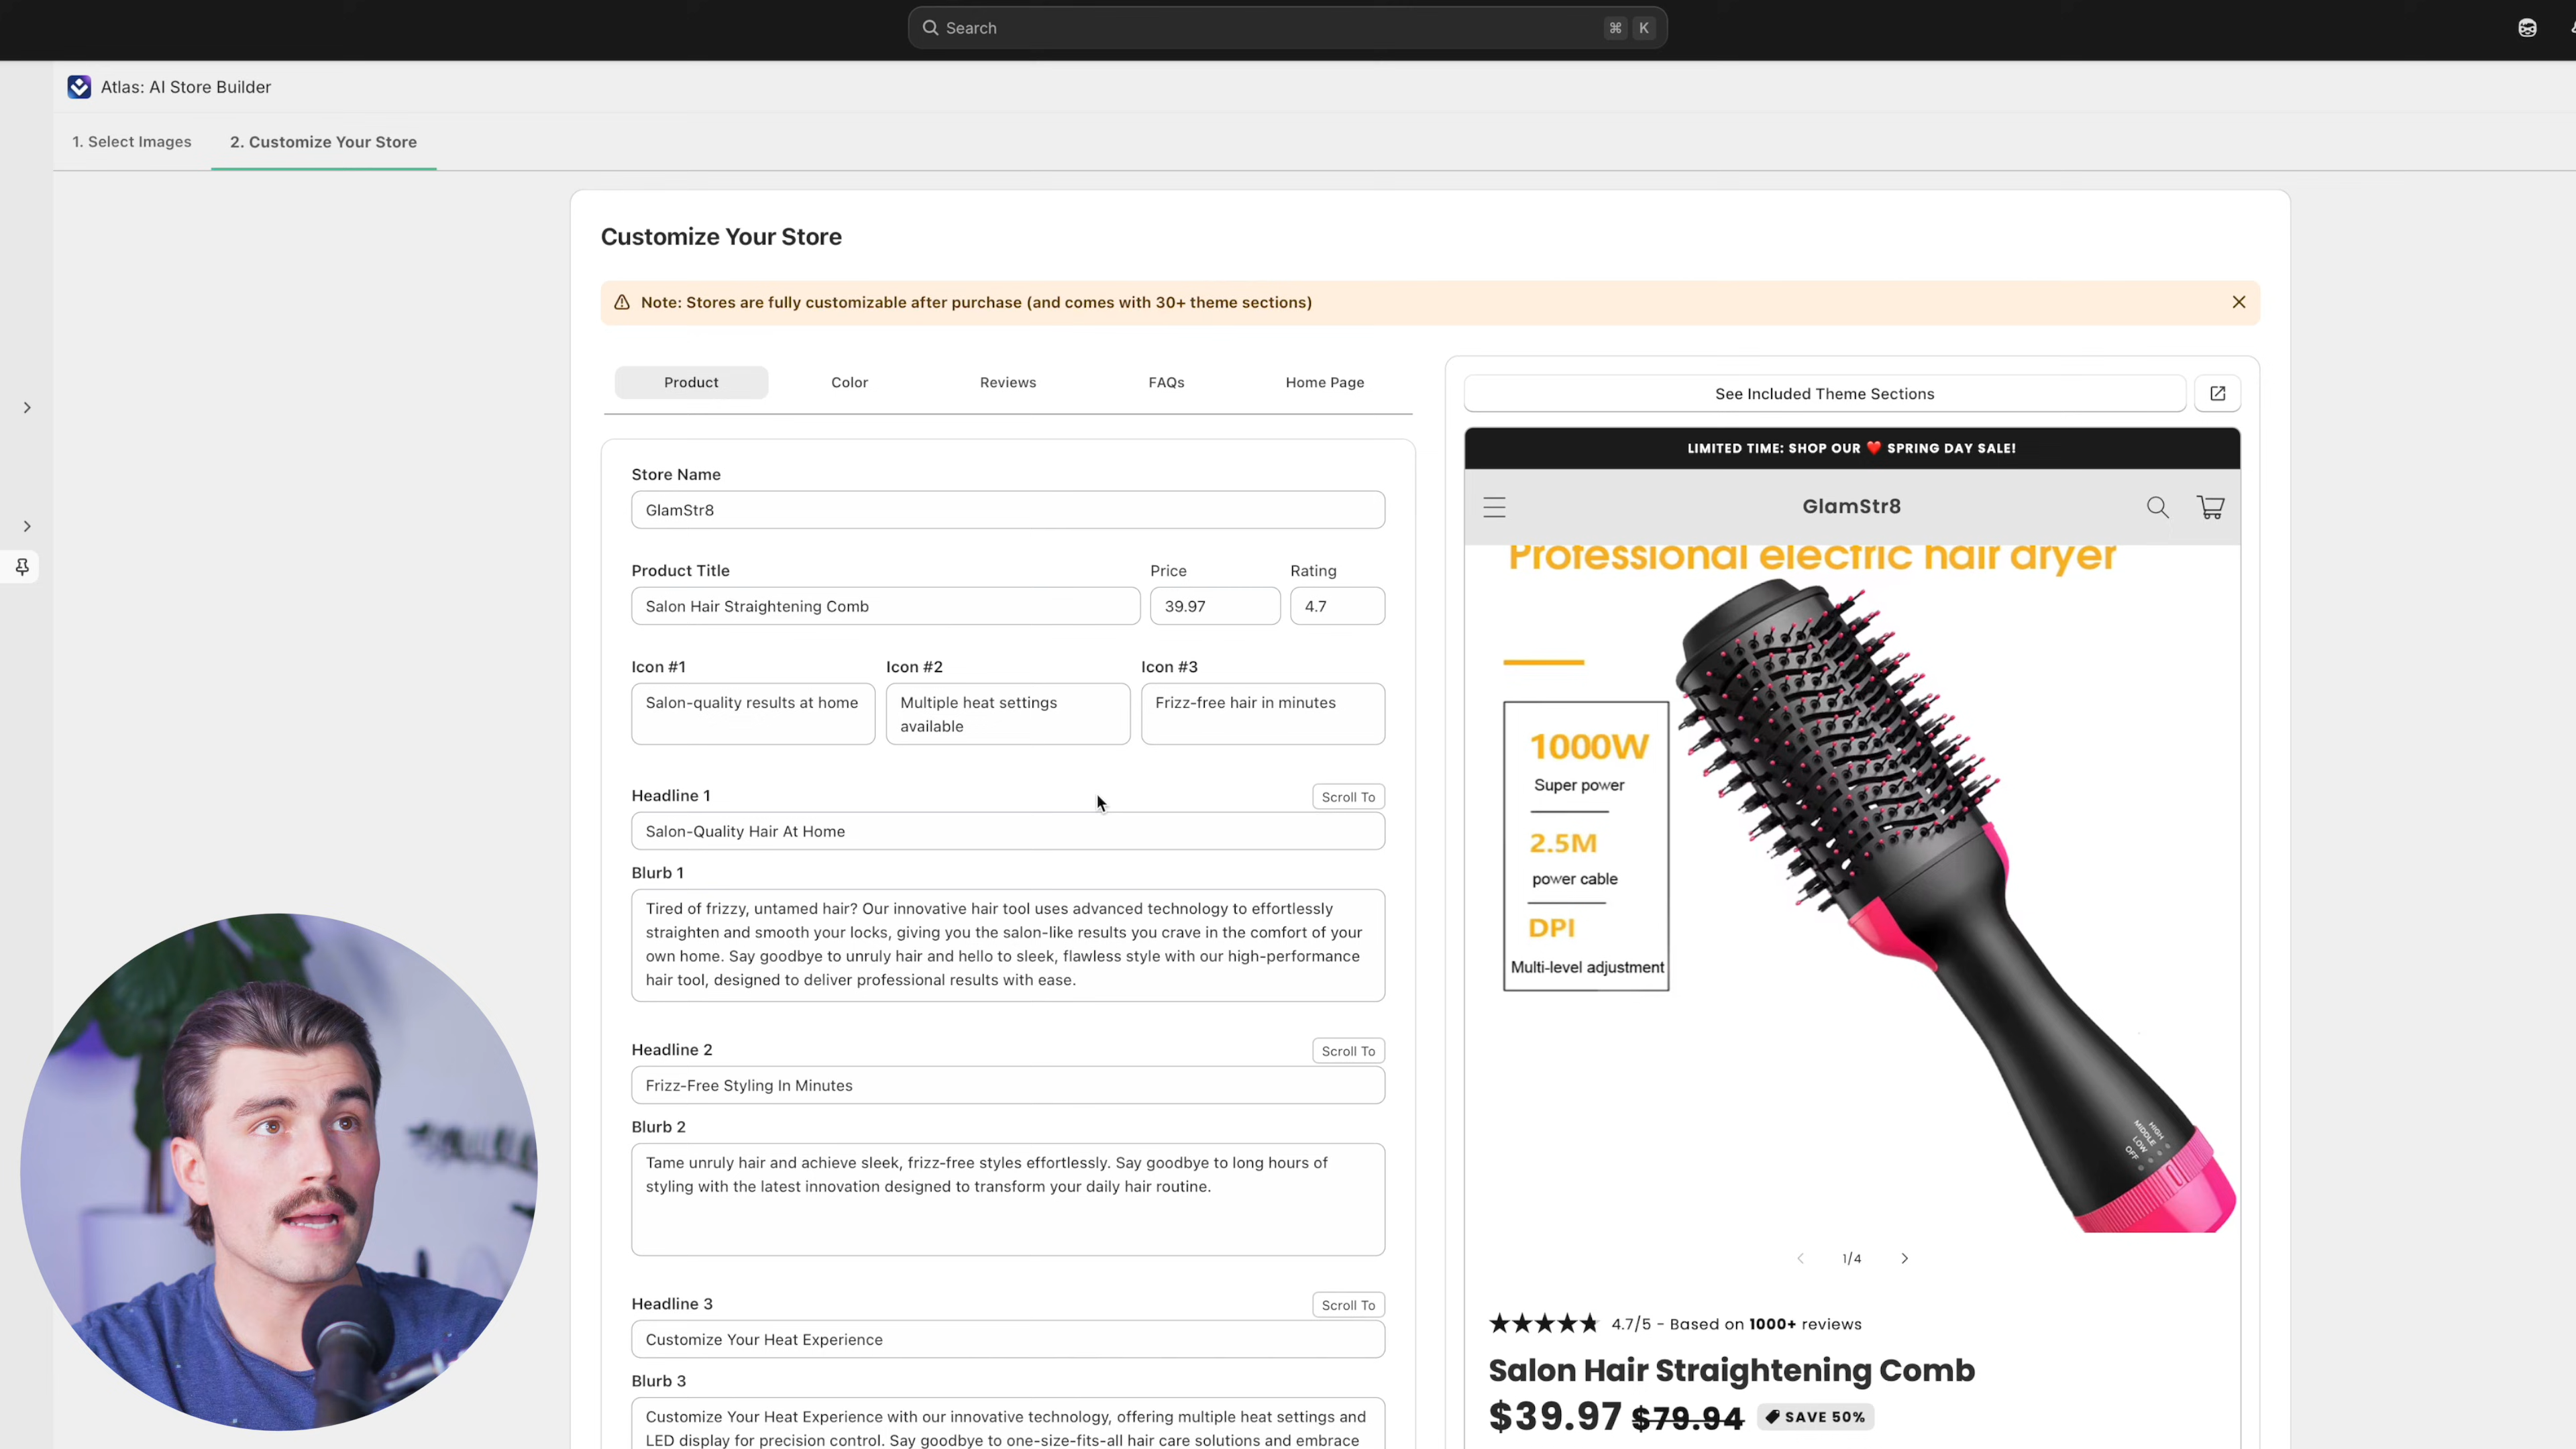 Search
⌘ K
Atlas: AI Store Builder
1. Select Images
2. Customize Your Store
Customize Your Store
Note: Stores are fully customizable after purchase (and comes with 30+ theme sections)
Product
Color
Reviews
FAQs
Home Page
Store Name
GlamStr8
Product Title
Price
Rating
Salon Hair Straightening Comb
39.97
4.7
Icon #1
Icon #2
Icon #3
Salon-quality results at home
Multiple heat settings
available
Frizz-free hair in minutes
Headline 1
Scroll To
Salon-Quality Hair At Home
Blurb 1
Tired of frizzy, untamed hair? Our innovative hair tool uses advanced technology to effortlessly
straighten and smooth your locks, giving you the salon-like results you crave in the comfort of your
own home. Say goodbye to unruly hair and hello to sleek, flawless style with our high-performance
hair tool, designed to deliver professional results with ease.
Headline 2
Scroll To
Frizz-Free Styling In Minutes
Blurb 2
Tame unruly hair and achieve sleek, frizz-free styles effortlessly. Say goodbye to long hours of
styling with the latest innovation designed to transform your daily hair routine.
Headline 3
Scroll To
Customize Your Heat Experience
Blurb 3
Customize Your Heat Experience with our innovative technology, offering multiple heat settings and
LED display for precision control. Say goodbye to one-size-fits-all hair care solutions and embrace
See Included Theme Sections
LIMITED TIME: SHOP OUR ❤️ SPRING DAY SALE!
GlamStr8
Professional electric hair dryer
1000W
Super power
2.5M
power cable
DPI
Multi-level adjustment
HIGH
MIDDLE
LOW
OFF
1/4
4.7/5 - Based on 1000+ reviews
Salon Hair Straightening Comb
$39.97 $79.94 SAVE 50%